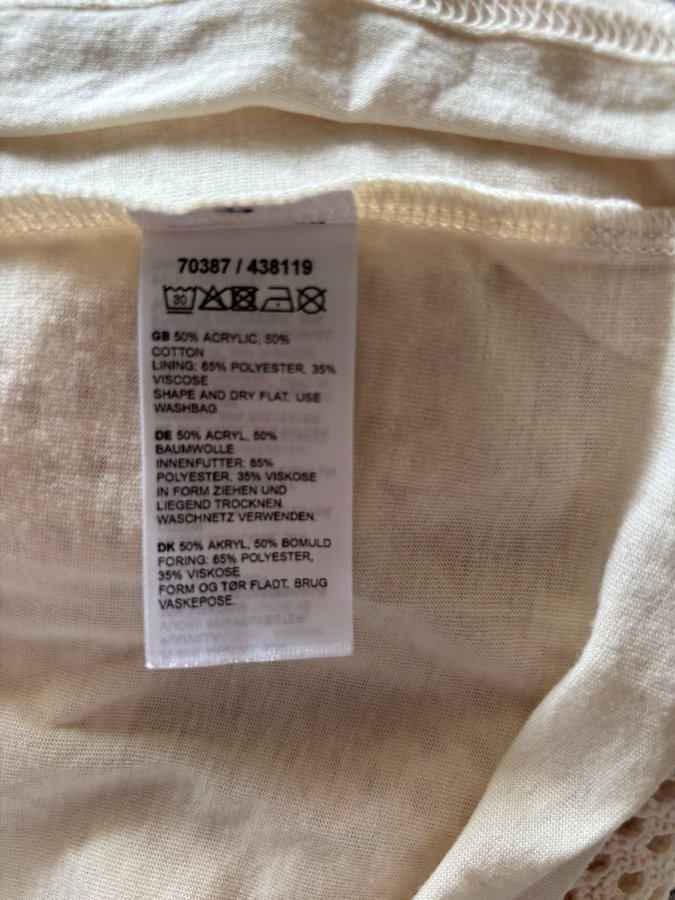 70387 / 438119
30
GB 50% ACRYLIC, 50%
COTTON
LINING: 65% POLYESTER, 35%
VISCOSE
SHAPE AND DRY FLAT. USE
WASHBAG.
DE 50% ACRYL, 50%
BAUMWOLLE
INNENFUTTER: 65%
POLYESTER, 35% VISKOSE
IN FORM ZIEHEN UND
LIEGEND TROCKNEN.
WASCHNETZ VERWENDEN.
DK 50% AKRYL, 50% BOMULD
FORING: 65% POLYESTER,
35% VISKOSE
FORM OG TØR FLADT. BRUG
VASKEPOSE.